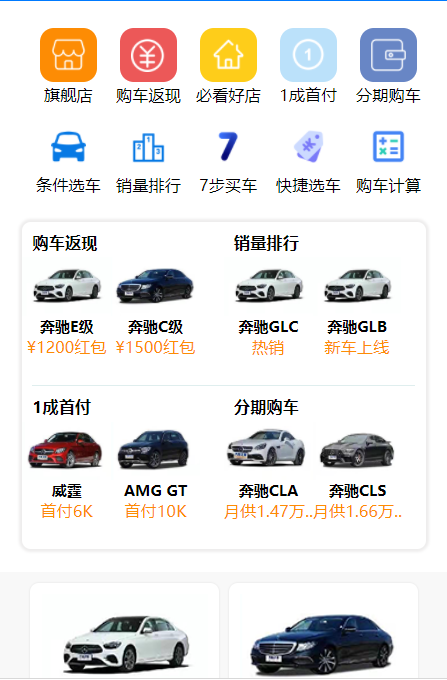 旗舰店 购车返现 必看好店 1成首付 分期购车
条件选车 销量排行 7步买车 快捷选车 购车计算
购车返现 销量排行
奔驰E级 奔驰C级 奔驰GLC 奔驰GLB
¥1200红包 ¥1500红包 热销 新车上线
1成首付 分期购车
威霆 AMG GT 奔驰CLA 奔驰CLS
首付6K 首付10K 月供1.47万.. 月供1.66万..